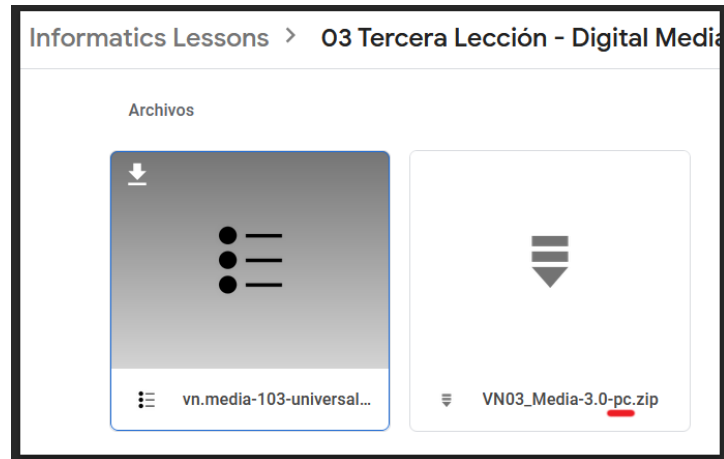 Informatics Lessons > 03 Tercera Lección - Digital Media
Archivos
vn.media-103-universal...
VN03_Media-3.0-pc.zip